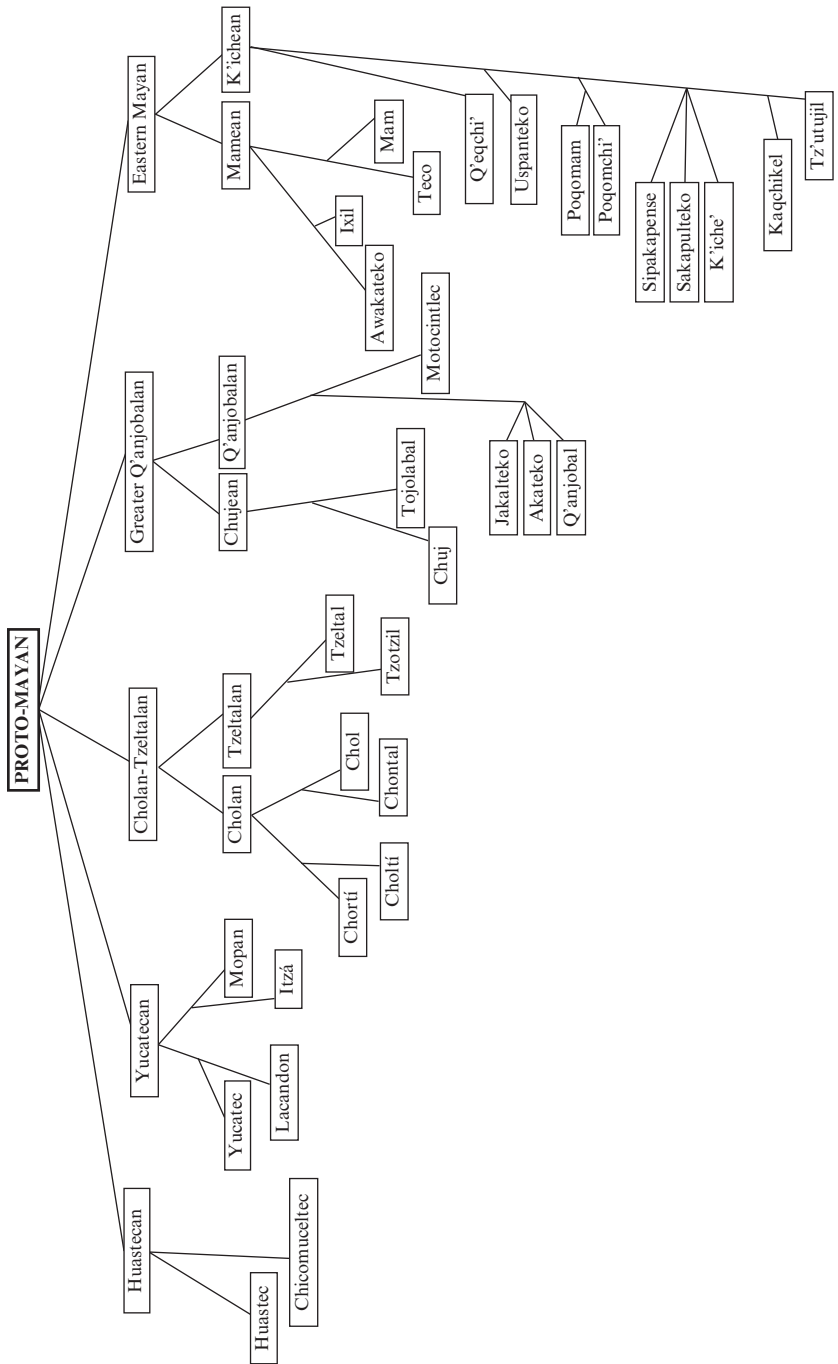 PROTO-MAYAN
Huastecan
Yucatecan
Cholan-Tzeltalan
Greater Q'anjobalan
Eastern Mayan
Huastec
Chicomuceltec
Yucatec
Lacandon
Mopan
Itzá
Cholan
Tzeltalan
Chortí
Choltí
Chol
Chontal
Tzeltal
Tzotzil
Chujean
Q'anjobalan
Chuj
Tojolabal
Motocintlec
Jakalteko
Akateko
Q'anjobal
Mamean
K'ichean
Awakateko
Ixil
Teco
Mam
Q'eqchi'
Uspanteko
Poqomam
Poqomchi'
Sipakapense
Sakapulteko
K'iche'
Kaqchikel
Tz'utujil